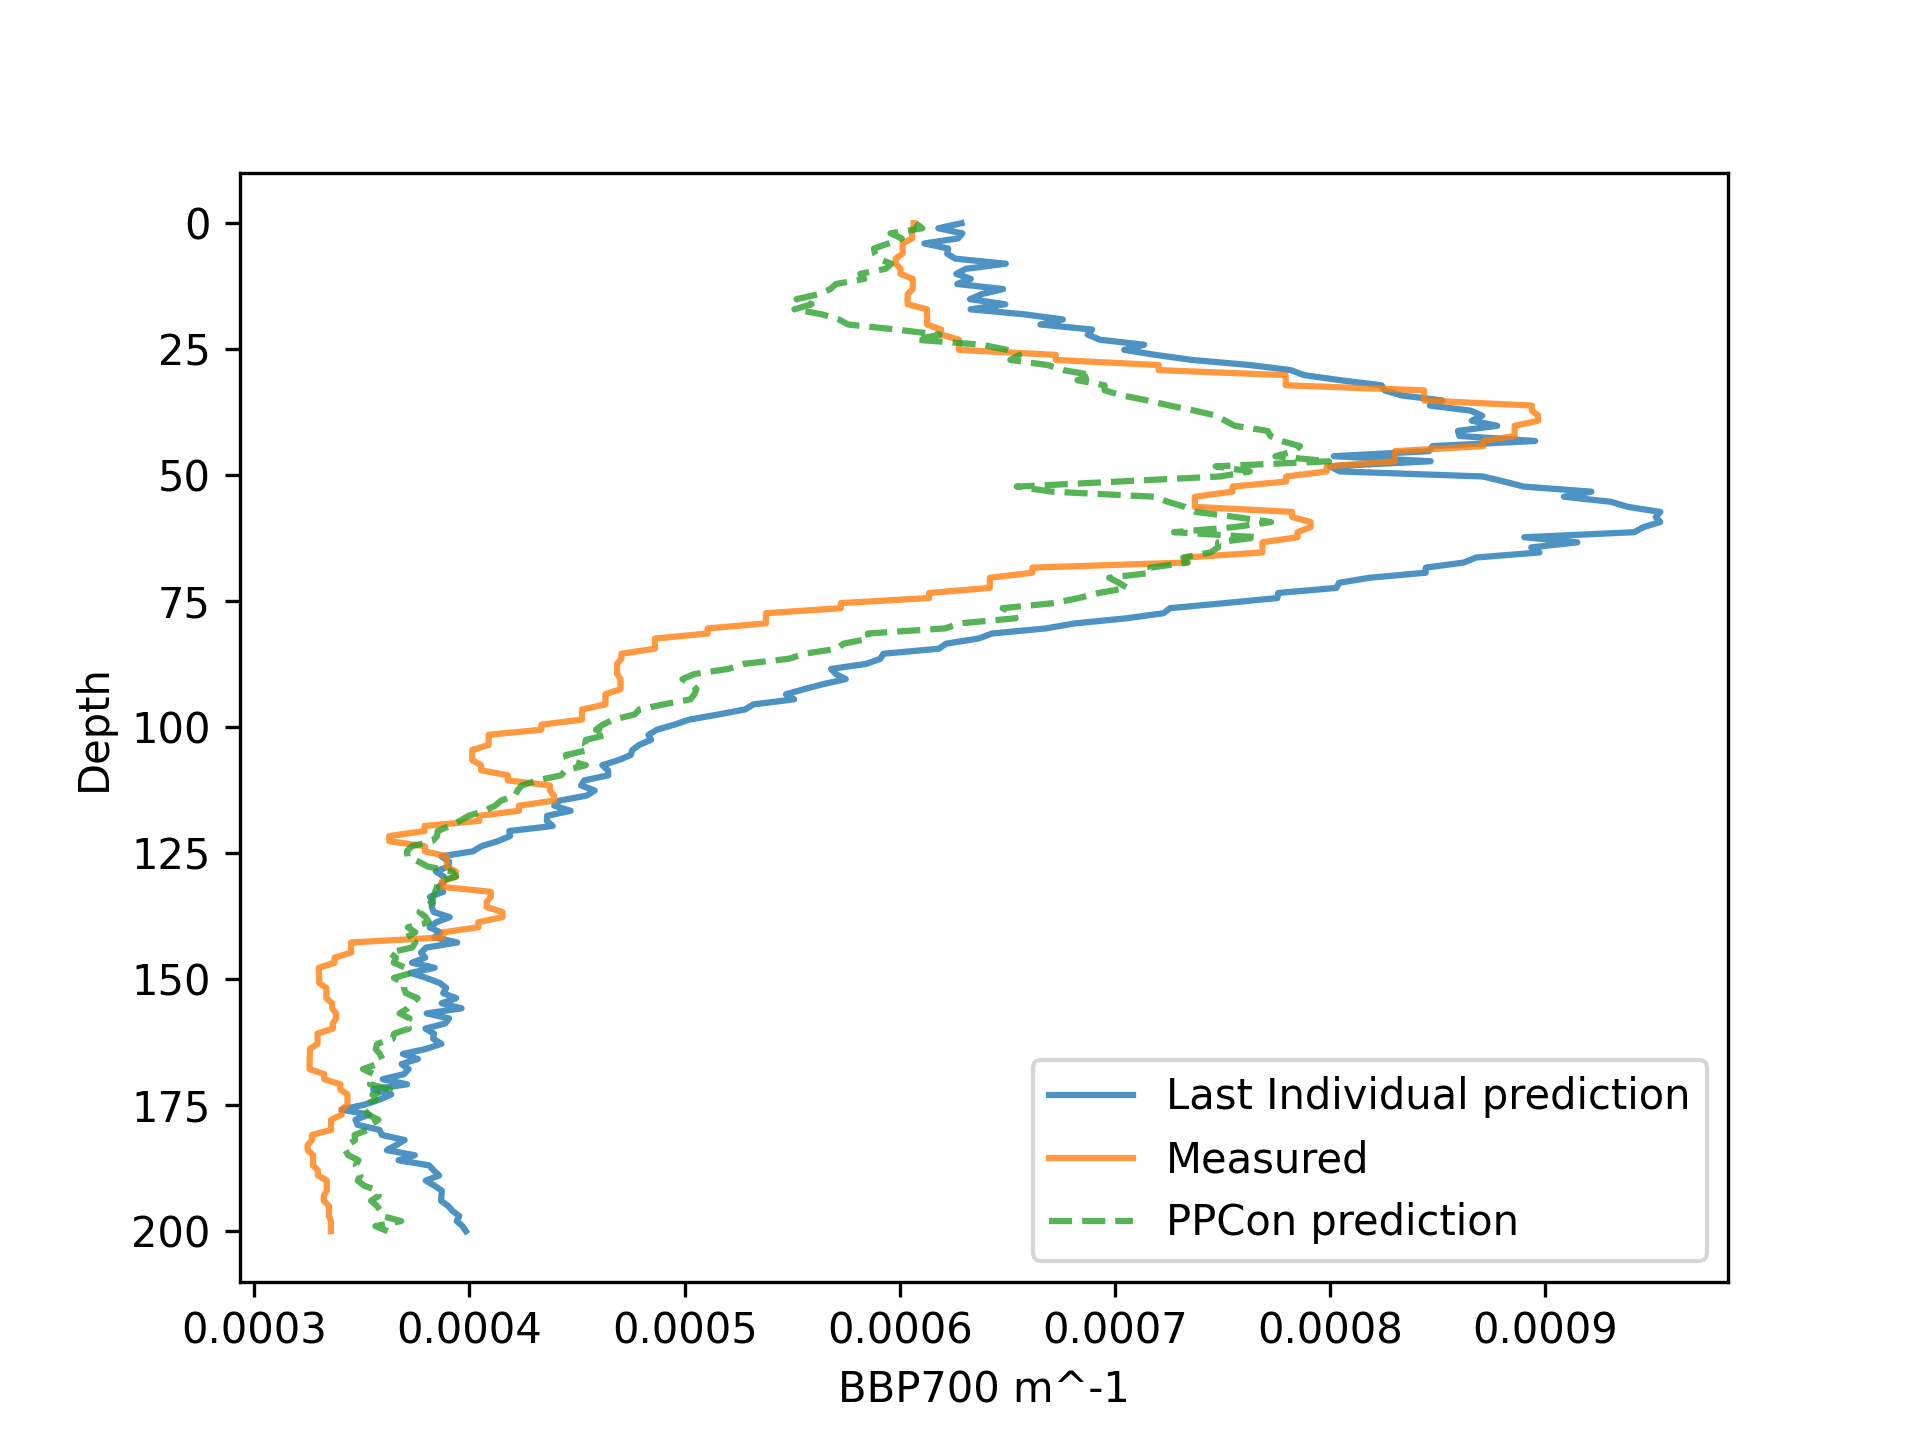 0
25
50
75
100
125
150
175
200
Depth
0.0003 0.0004 0.0005 0.0006 0.0007 0.0008 0.0009
BBP700 m^-1
Last Individual prediction
Measured
PPCon prediction